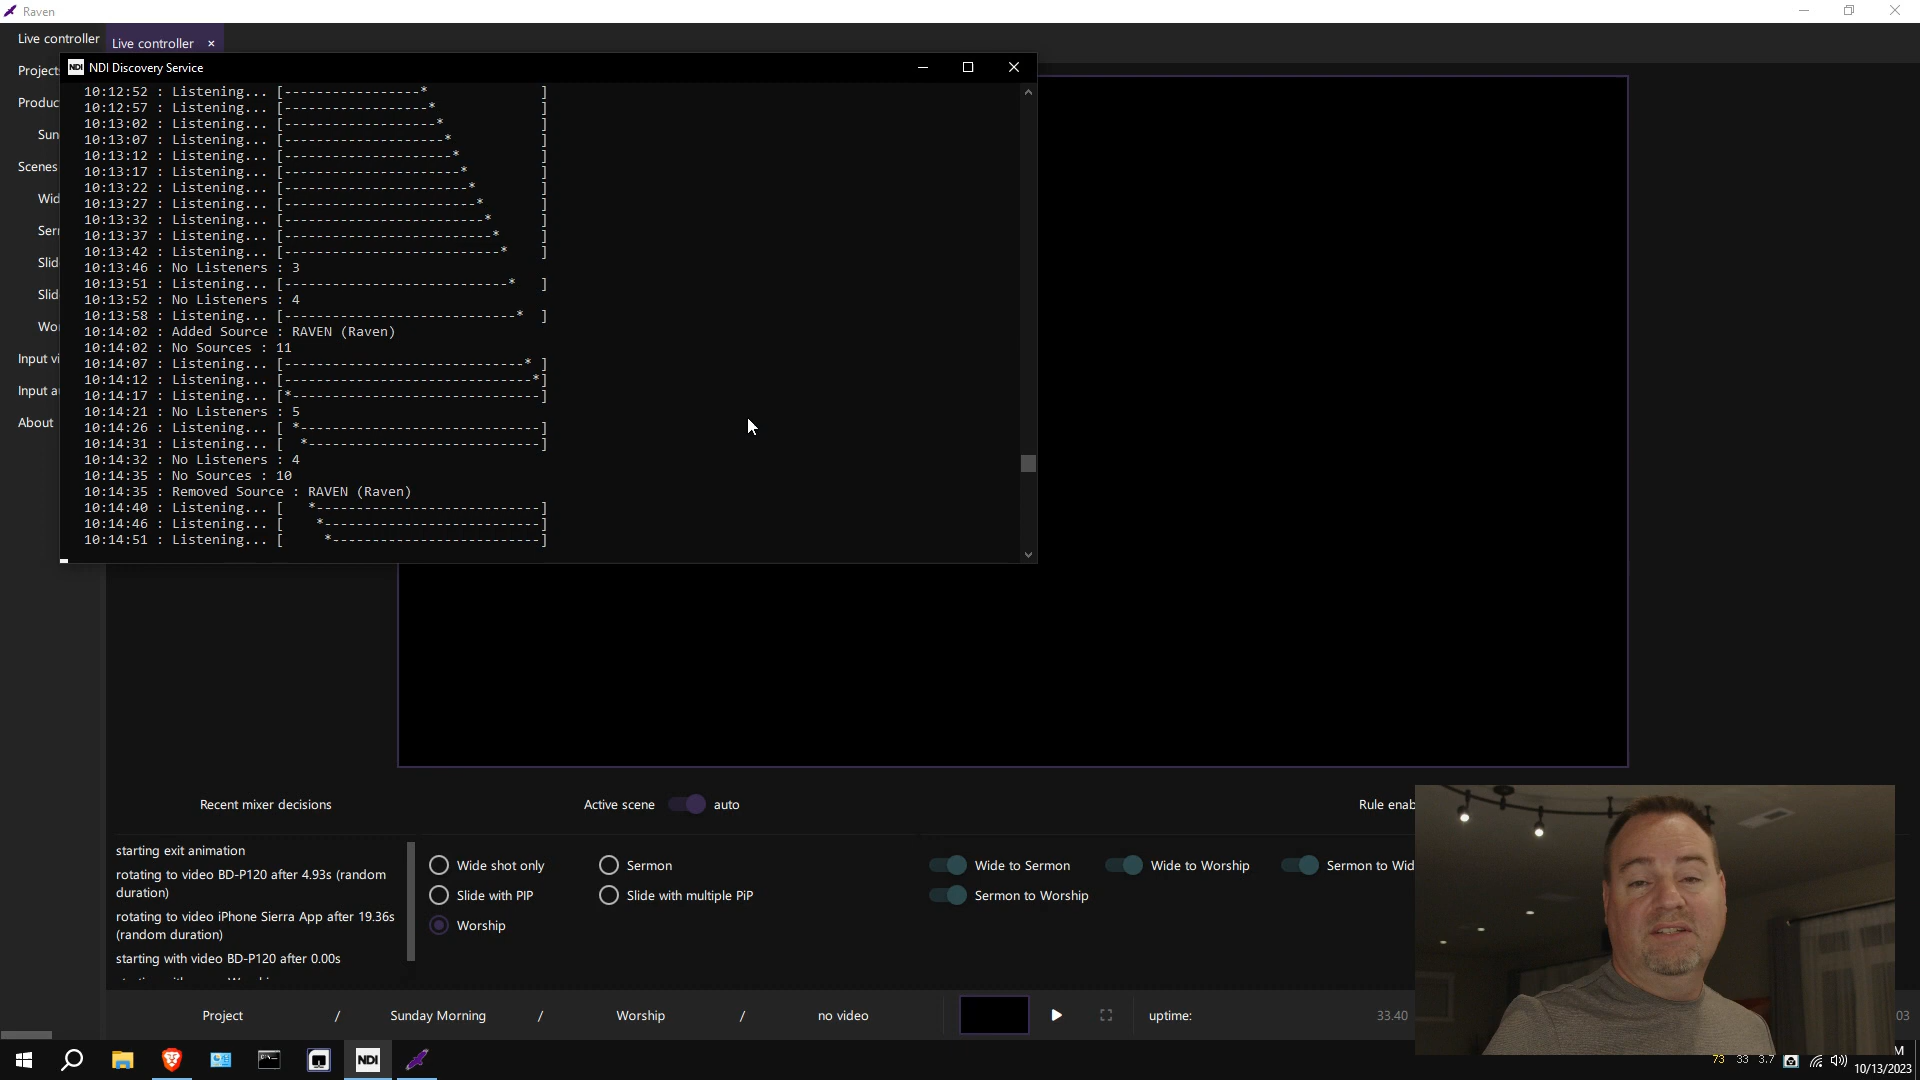 Raven
Live controller
Live controller ×
NDI NDI Discovery Service
10:12:52 : Listening... [-----------------*              ]
10:12:57 : Listening... [------------------*             ]
10:13:02 : Listening... [-------------------*            ]
10:13:07 : Listening... [--------------------*           ]
10:13:12 : Listening... [---------------------*          ]
10:13:17 : Listening... [----------------------*         ]
10:13:22 : Listening... [-----------------------*        ]
10:13:27 : Listening... [------------------------*       ]
10:13:32 : Listening... [-------------------------*      ]
10:13:37 : Listening... [--------------------------*     ]
10:13:42 : Listening... [---------------------------*    ]
10:13:46 : No Listeners : 3
10:13:51 : Listening... [----------------------------*   ]
10:13:52 : No Listeners : 4
10:13:58 : Listening... [-----------------------------*  ]
10:14:02 : Added Source : RAVEN (Raven)
10:14:02 : No Sources : 11
10:14:07 : Listening... [------------------------------* ]
10:14:12 : Listening... [-------------------------------*]
10:14:17 : Listening... [*-------------------------------]
10:14:21 : No Listeners : 5
10:14:26 : Listening... [ *------------------------------]
10:14:31 : Listening... [  *-----------------------------]
10:14:32 : No Listeners : 4
10:14:35 : No Sources : 10
10:14:35 : Removed Source : RAVEN (Raven)
10:14:40 : Listening... [   *----------------------------]
10:14:46 : Listening... [    *---------------------------]
10:14:51 : Listening... [     *--------------------------]
Project
Produc
Sun
Scenes
Wid
Ser
Slid
Slid
Wo
Input vi
Input a
About
Recent mixer decisions
starting exit animation
rotating to video BD-P120 after 4.93s (random
duration)
rotating to video iPhone Sierra App after 19.36s
(random duration)
starting with video BD-P120 after 0.00s
Active scene auto
Wide shot only
Sermon
Slide with PIP
Slide with multiple PiP
Worship
Rule enab
Wide to Sermon
Wide to Worship
Sermon to Wid
Sermon to Worship
Project / Sunday Morning / Worship / no video
uptime: 33.40
03
NDI
73 33 3.7
M
10/13/2023